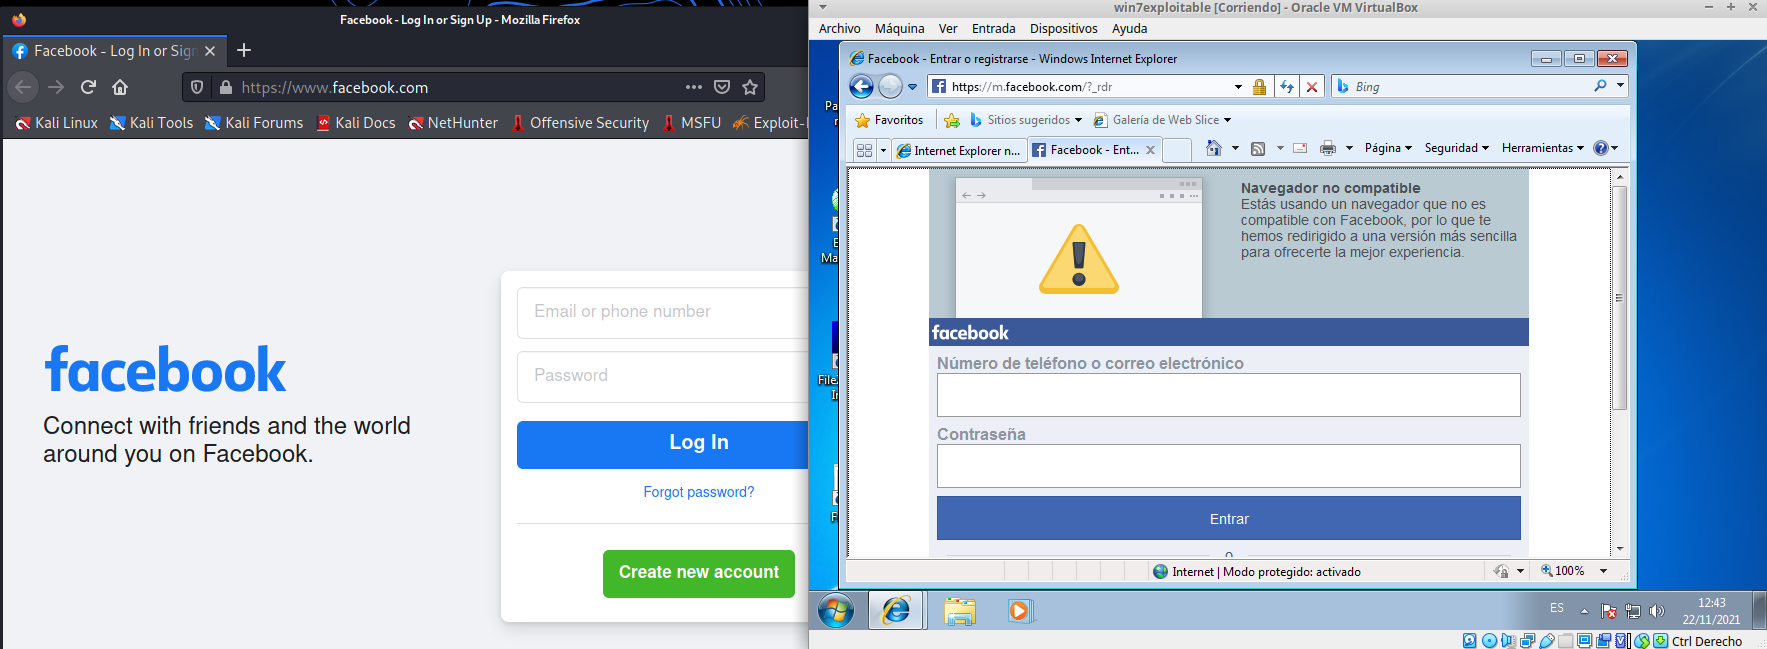 Facebook - Log In or Sign Up - Mozilla Firefox
Facebook - Log In or Sign
https://www.facebook.com
Kali Linux
Kali Tools
Kali Forums
Kali Docs
NetHunter
Offensive Security
MSFU
Exploit-
facebook
Connect with friends and the world
around you on Facebook.
Email or phone number
Password
Log In
Forgot password?
Create new account
win7exploitable [Corriendo] - Oracle VM VirtualBox
Archivo Máquina Ver Entrada Dispositivos Ayuda
Facebook - Entrar o registrarse - Windows Internet Explorer
https://m.facebook.com/?_rdr
Bing
Favoritos
Sitios sugeridos
Galería de Web Slice
Internet Explorer n...
Facebook - Ent...
Página
Seguridad
Herramientas
Pa
Ma
File
Navegador no compatible
Estás usando un navegador que no es
compatible con Facebook, por lo que te
hemos redirigido a una versión más sencilla
para ofrecerte la mejor experiencia.
facebook
Número de teléfono o correo electrónico
Contraseña
Entrar
o
Internet | Modo protegido: activado
100%
ES
12:43
22/11/2021
Ctrl Derecho